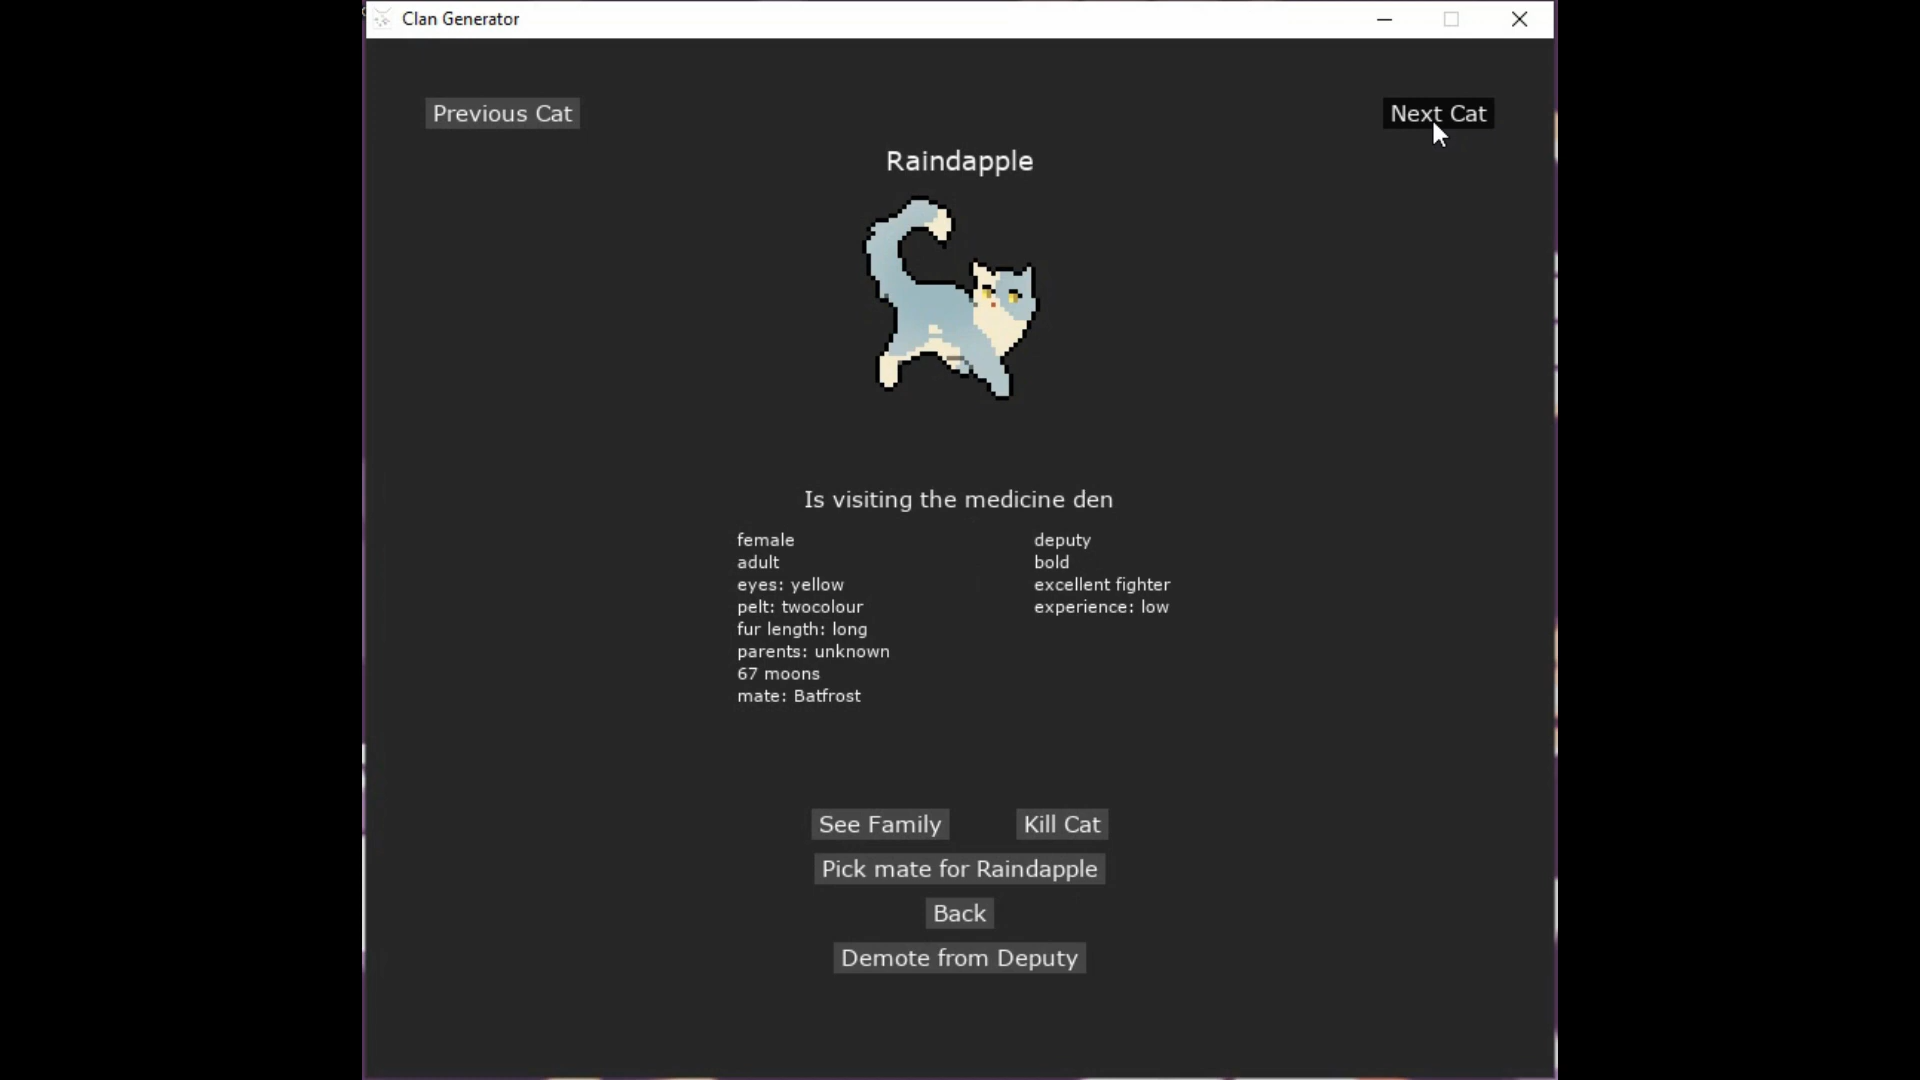 Clan Generator
Previous Cat
Next Cat
Raindapple
Is visiting the medicine den
female
adult
eyes: yellow
pelt: twocolour
fur length: long
parents: unknown
67 moons
mate: Batfrost
deputy
bold
excellent fighter
experience: low
See Family
Kill Cat
Pick mate for Raindapple
Back
Demote from Deputy